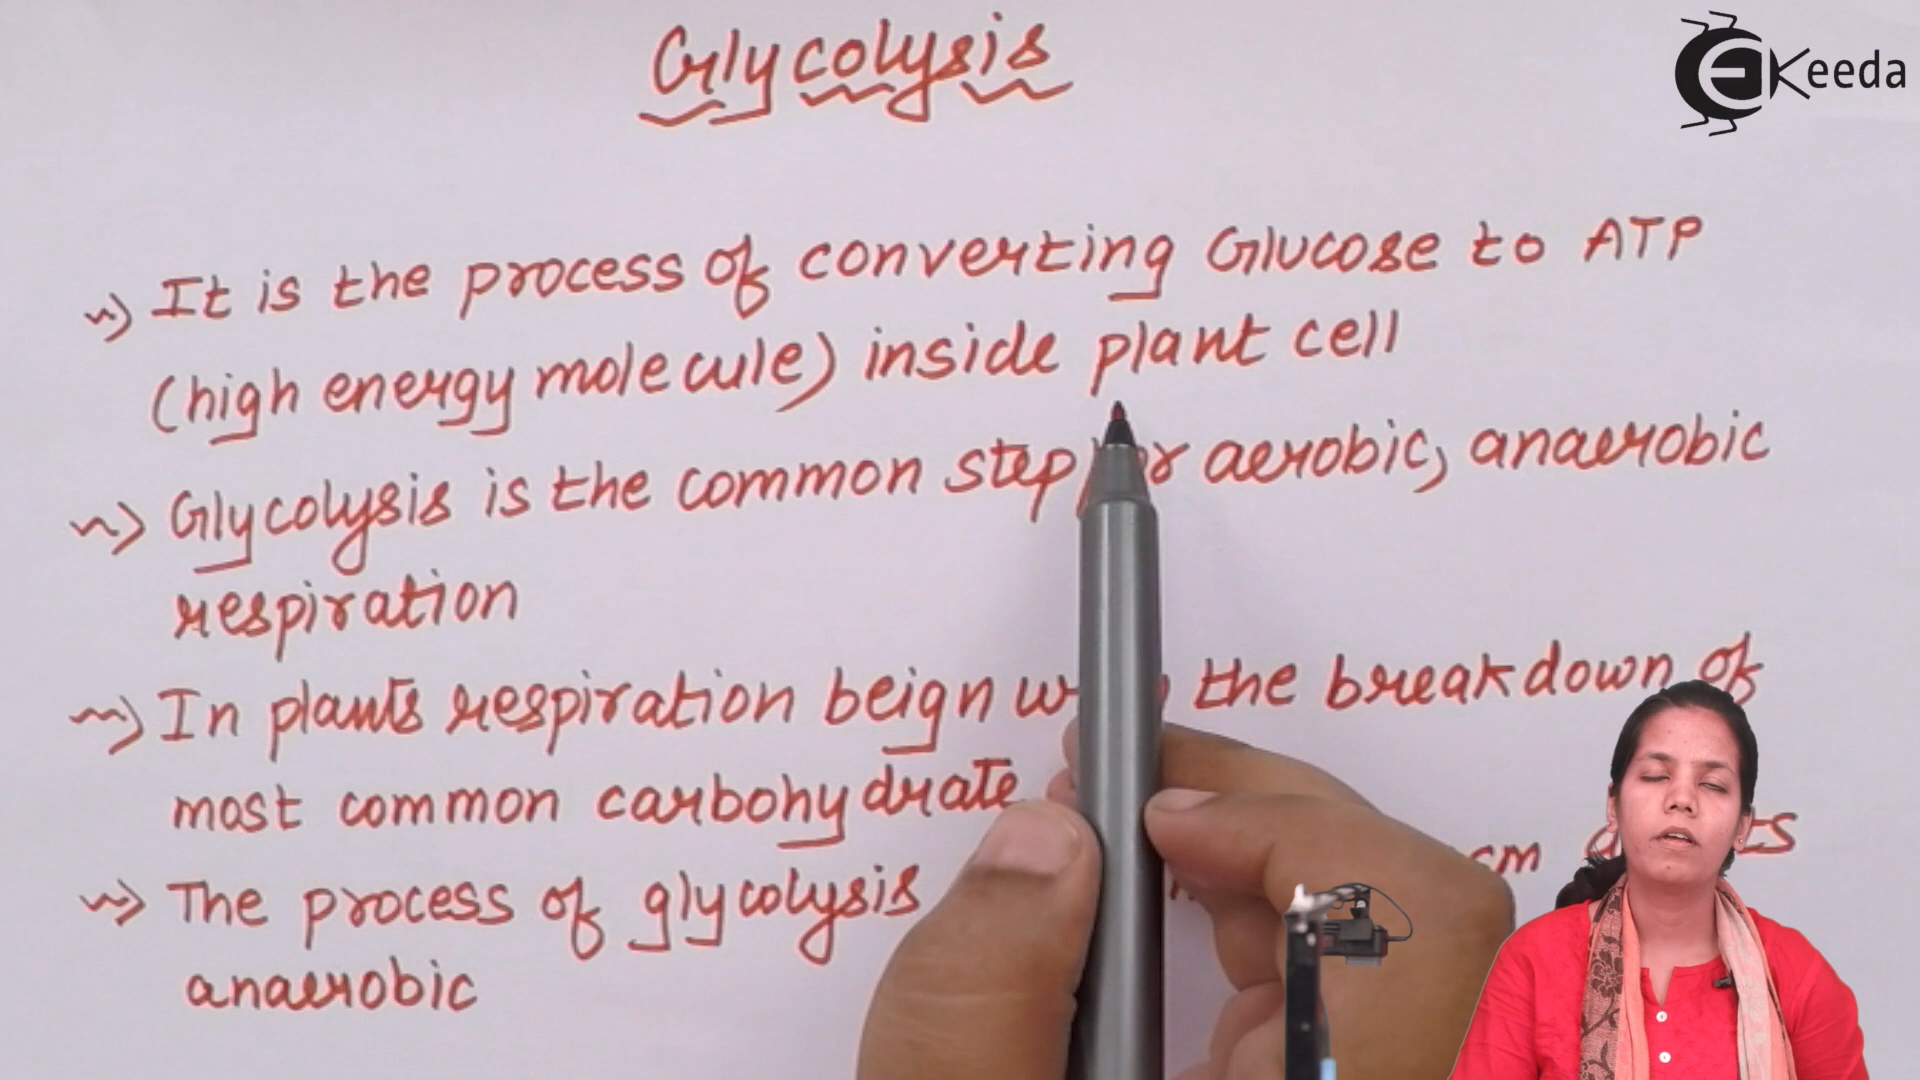 Glycolysis
EKeeda
It is the process of converting Glucose to ATP
(high energy molecule) inside plant cell
Glycolysis is the common step aerobic, anaerobic
respiration
In plants respiration beign the breakdown of
most common carbohydrate
The process of glycolysis
anaerobic